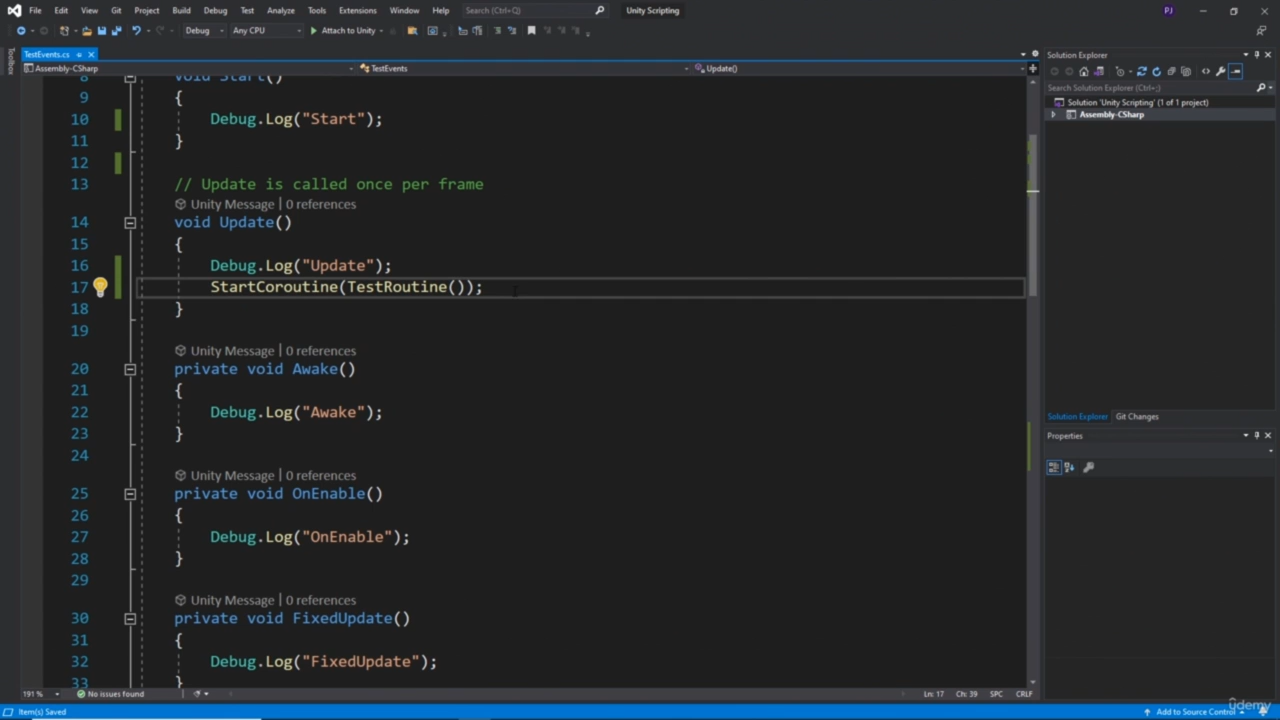 File Edit View Git Project Build Debug Test Analyze Tools Extensions Window Help Search (Ctrl+Q) Unity Scripting PJ
Debug Any CPU Attach to Unity
TestEvents.cs
Assembly-CSharp TestEvents Update()
Toolbox
8 void Start()
9 {
10 Debug.Log("Start");
11 }
12
13 // Update is called once per frame
Unity Message | 0 references
14 void Update()
15 {
16 Debug.Log("Update");
17 StartCoroutine(TestRoutine());
18 }
19
Unity Message | 0 references
20 private void Awake()
21 {
22 Debug.Log("Awake");
23 }
24
Unity Message | 0 references
25 private void OnEnable()
26 {
27 Debug.Log("OnEnable");
28 }
29
Unity Message | 0 references
30 private void FixedUpdate()
31 {
32 Debug.Log("FixedUpdate");
33 }
191 % No issues found Ln: 17 Ch: 39 SPC CRLF
Solution Explorer
Search Solution Explorer (Ctrl+;)
Solution 'Unity Scripting' (1 of 1 project)
Assembly-CSharp
Solution Explorer Git Changes
Properties
Item(s) Saved Add to Source Control
ûdemy